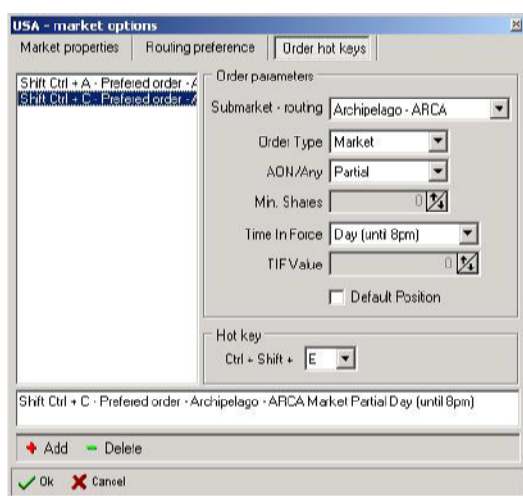 USA - market options
Market properties Routing preference Order hot keys
Shift Ctrl + A - Prefered order - A
Shift Ctrl + C - Prefered order - A
Order parameters
Submarket - routing Archipelago - ARCA
Order Type Market
AON/Any Partial
Min. Shares 0
Time In Force Day (until 8pm)
TIF Value 0
Default Position
Hot key
Ctrl + Shift + E
Shift Ctrl + C - Prefered order - Archipelago - ARCA Market Partial Day (until 8pm)
Add Delete
Ok Cancel